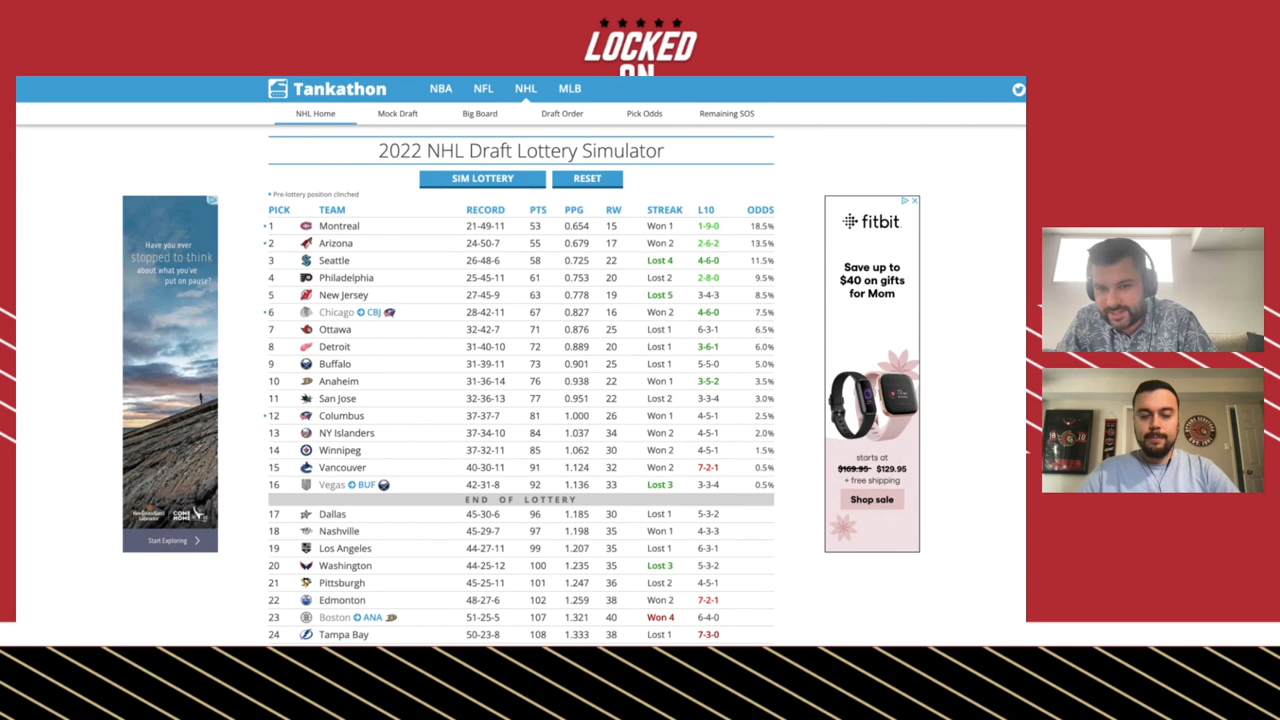 LOCKED
ON
Tankathon NBA NFL NHL MLB
NHL Home Mock Draft Big Board Draft Order Pick Odds Remaining SOS
2022 NHL Draft Lottery Simulator
SIM LOTTERY RESET
• Pre-lottery position clinched
PICK TEAM RECORD PTS PPG RW STREAK L10 ODDS
• 1 Montreal 21-49-11 53 0.654 15 Won 1 1-9-0 18.5%
• 2 Arizona 24-50-7 55 0.679 17 Won 2 2-6-2 13.5%
3 Seattle 26-48-6 58 0.725 22 Lost 4 4-6-0 11.5%
4 Philadelphia 25-45-11 61 0.753 20 Lost 2 2-8-0 9.5%
5 New Jersey 27-45-9 63 0.778 19 Lost 5 3-4-3 8.5%
• 6 Chicago CBJ 28-42-11 67 0.827 16 Won 2 4-6-0 7.5%
7 Ottawa 32-42-7 71 0.876 25 Lost 1 6-3-1 6.5%
8 Detroit 31-40-10 72 0.889 20 Lost 1 3-6-1 6.0%
9 Buffalo 31-39-11 73 0.901 25 Lost 1 5-5-0 5.0%
10 Anaheim 31-36-14 76 0.938 22 Won 1 3-5-2 3.5%
11 San Jose 32-36-13 77 0.951 22 Lost 2 3-3-4 3.0%
• 12 Columbus 37-37-7 81 1.000 26 Won 1 4-5-1 2.5%
13 NY Islanders 37-34-10 84 1.037 34 Won 2 4-5-1 2.0%
14 Winnipeg 37-32-11 85 1.062 30 Won 2 4-5-1 1.5%
15 Vancouver 40-30-11 91 1.124 32 Won 2 7-2-1 0.5%
16 Vegas BUF 42-31-8 92 1.136 33 Lost 3 3-3-4 0.5%
END OF LOTTERY
17 Dallas 45-30-6 96 1.185 30 Lost 1 5-3-2
18 Nashville 45-29-7 97 1.198 35 Won 1 4-3-3
19 Los Angeles 44-27-11 99 1.207 35 Lost 1 6-3-1
20 Washington 44-25-12 100 1.235 35 Lost 3 5-3-2
21 Pittsburgh 45-25-11 101 1.247 36 Lost 2 4-5-1
22 Edmonton 48-27-6 102 1.259 38 Won 2 7-2-1
23 Boston ANA 51-25-5 107 1.321 40 Won 4 6-4-0
24 Tampa Bay 50-23-8 108 1.333 38 Lost 1 7-3-0
Have you ever
stopped to think
about what you've
put on pause?
COME
HOME
Start Exploring
fitbit
Save up to
$40 on gifts
for Mom
starts at
$169.95 $129.95
+ free shipping
Shop sale